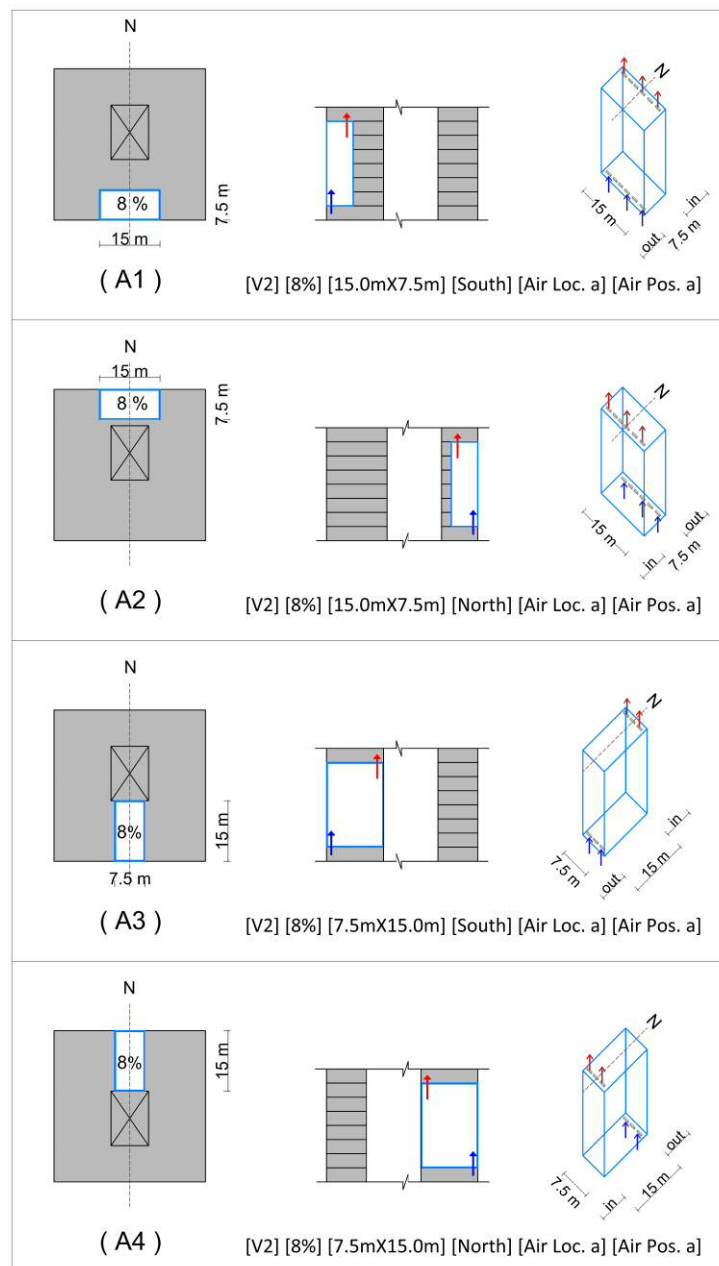 N
N
8 %
7.5 m
15 m
15 m
in
out
7.5 m
( A1 )
[V2] [8%] [15.0mX7.5m] [South] [Air Loc. a] [Air Pos. a]
N
15 m
8 %
7.5 m
N
15 m
out
in
7.5 m
( A2 )
[V2] [8%] [15.0mX7.5m] [North] [Air Loc. a] [Air Pos. a]
N
N
8%
15 m
7.5 m
7.5 m
in
out
15 m
( A3 )
[V2] [8%] [7.5mX15.0m] [South] [Air Loc. a] [Air Pos. a]
N
N
8%
15 m
7.5 m
out
in
15 m
( A4 )
[V2] [8%] [7.5mX15.0m] [North] [Air Loc. a] [Air Pos. a]